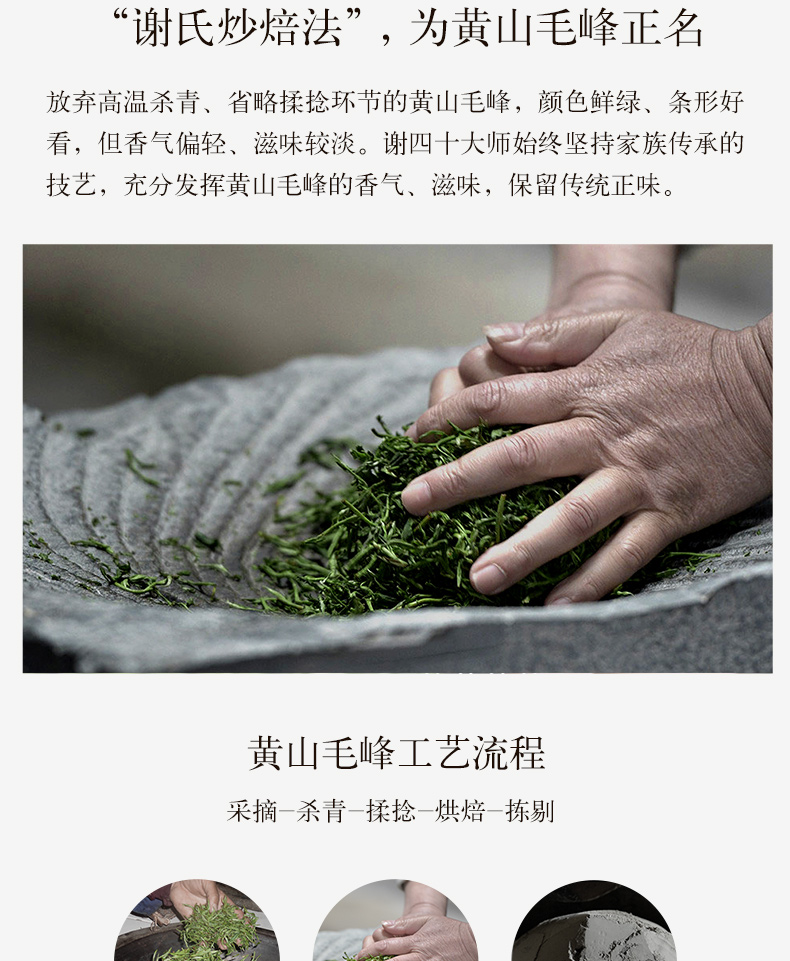 “谢氏炒焙法”，为黄山毛峰正名
放弃高温杀青、省略揉捻环节的黄山毛峰，颜色鲜绿、条形好
看，但香气偏轻、滋味较淡。谢四十大师始终坚持家族传承的
技艺，充分发挥黄山毛峰的香气、滋味，保留传统正味。
黄山毛峰工艺流程
采摘–杀青–揉捻–烘焙–拣剔